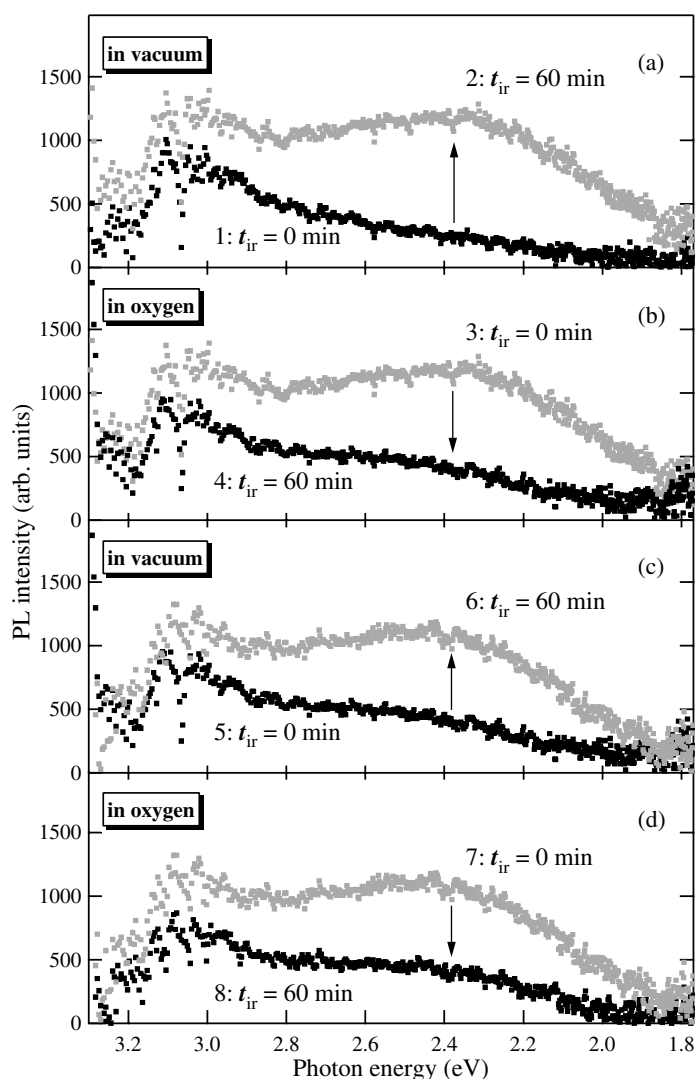 in vacuum
(a)
2: t_ir = 60 min
1: t_ir = 0 min
1500
1000
500
0
in oxygen
(b)
3: t_ir = 0 min
4: t_ir = 60 min
1500
1000
500
0
in vacuum
(c)
6: t_ir = 60 min
5: t_ir = 0 min
1500
1000
500
0
in oxygen
(d)
7: t_ir = 0 min
8: t_ir = 60 min
1500
1000
500
0
PL intensity (arb. units)
3.2 3.0 2.8 2.6 2.4 2.2 2.0 1.8
Photon energy (eV)